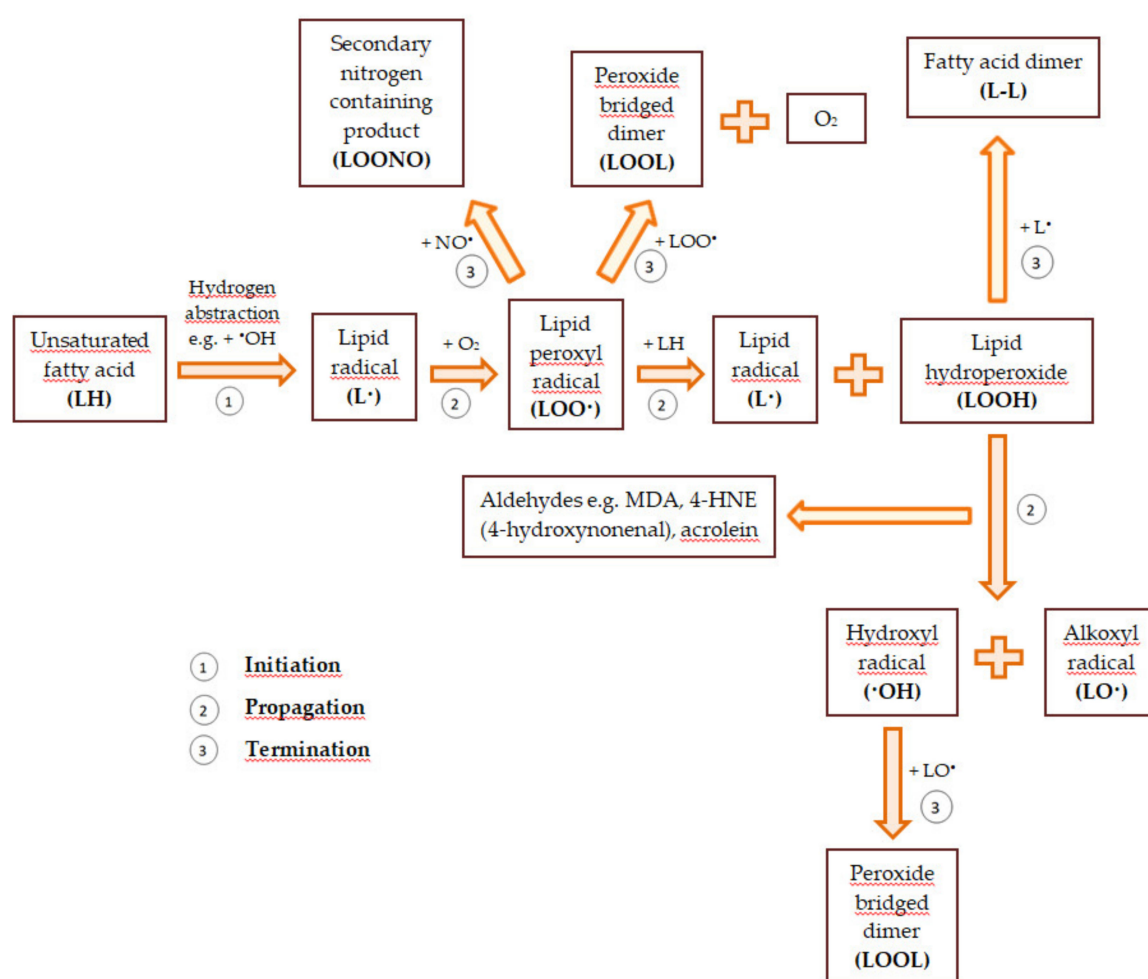 Secondary
nitrogen
containing
product
(LOONO)
Peroxide
bridged
dimer
(LOOL)
O₂
Fatty acid dimer
(L-L)
+ NO•
3
+ LOO•
3
+ L•
3
Unsaturated
fatty acid
(LH)
Hydrogen
abstraction
e.g. + •OH
1
Lipid
radical
(L·)
+ O₂
2
Lipid
peroxyl
radical
(LOO·)
+ LH
2
Lipid
radical
(L·)
Lipid
hydroperoxide
(LOOH)
2
Aldehydes e.g. MDA, 4-HNE
(4-hydroxynonenal), acrolein
Hydroxyl
radical
(·OH)
Alkoxyl
radical
(LO·)
1 Initiation
2 Propagation
3 Termination
+ LO•
3
Peroxide
bridged
dimer
(LOOL)